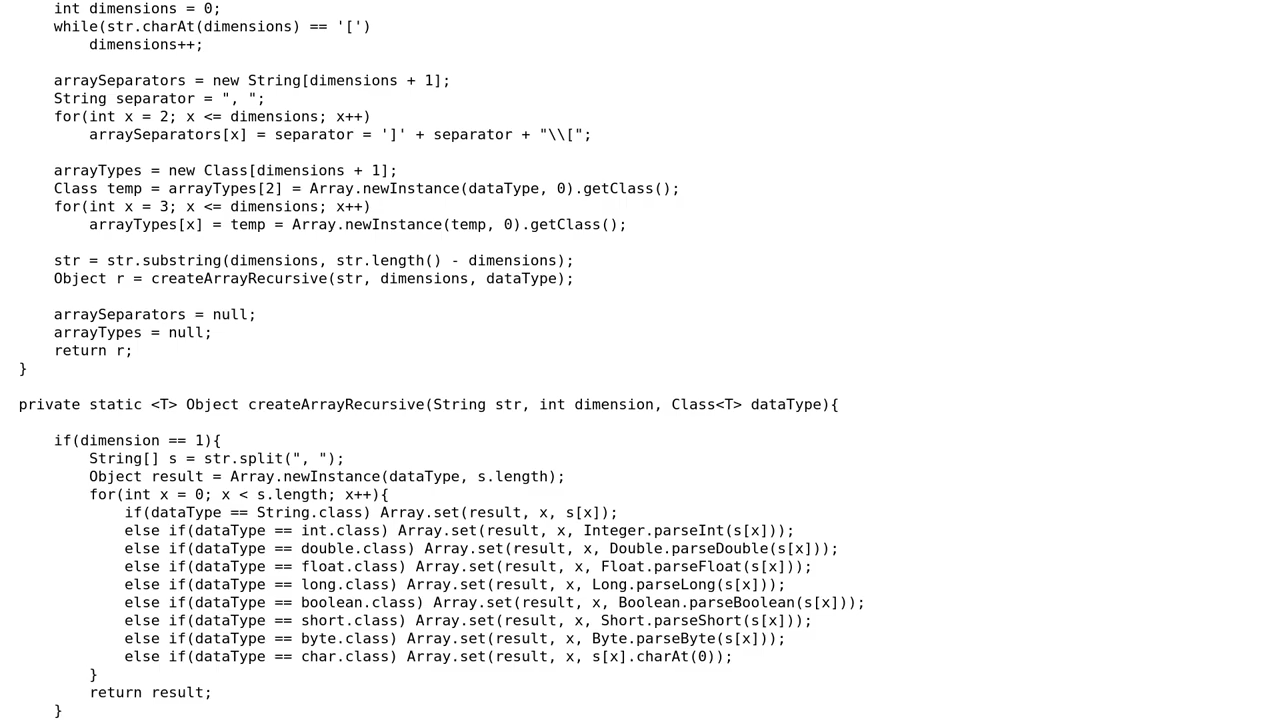 int dimensions = 0;
    while(str.charAt(dimensions) == '[')
        dimensions++;

    arraySeparators = new String[dimensions + 1];
    String separator = ", ";
    for(int x = 2; x <= dimensions; x++)
        arraySeparators[x] = separator = ']' + separator + "\\[";

    arrayTypes = new Class[dimensions + 1];
    Class temp = arrayTypes[2] = Array.newInstance(dataType, 0).getClass();
    for(int x = 3; x <= dimensions; x++)
        arrayTypes[x] = temp = Array.newInstance(temp, 0).getClass();

    str = str.substring(dimensions, str.length() - dimensions);
    Object r = createArrayRecursive(str, dimensions, dataType);

    arraySeparators = null;
    arrayTypes = null;
    return r;
}

private static <T> Object createArrayRecursive(String str, int dimension, Class<T> dataType){

    if(dimension == 1){
        String[] s = str.split(", ");
        Object result = Array.newInstance(dataType, s.length);
        for(int x = 0; x < s.length; x++){
            if(dataType == String.class) Array.set(result, x, s[x]);
            else if(dataType == int.class) Array.set(result, x, Integer.parseInt(s[x]));
            else if(dataType == double.class) Array.set(result, x, Double.parseDouble(s[x]));
            else if(dataType == float.class) Array.set(result, x, Float.parseFloat(s[x]));
            else if(dataType == long.class) Array.set(result, x, Long.parseLong(s[x]));
            else if(dataType == boolean.class) Array.set(result, x, Boolean.parseBoolean(s[x]));
            else if(dataType == short.class) Array.set(result, x, Short.parseShort(s[x]));
            else if(dataType == byte.class) Array.set(result, x, Byte.parseByte(s[x]));
            else if(dataType == char.class) Array.set(result, x, s[x].charAt(0));
        }
        return result;
    }